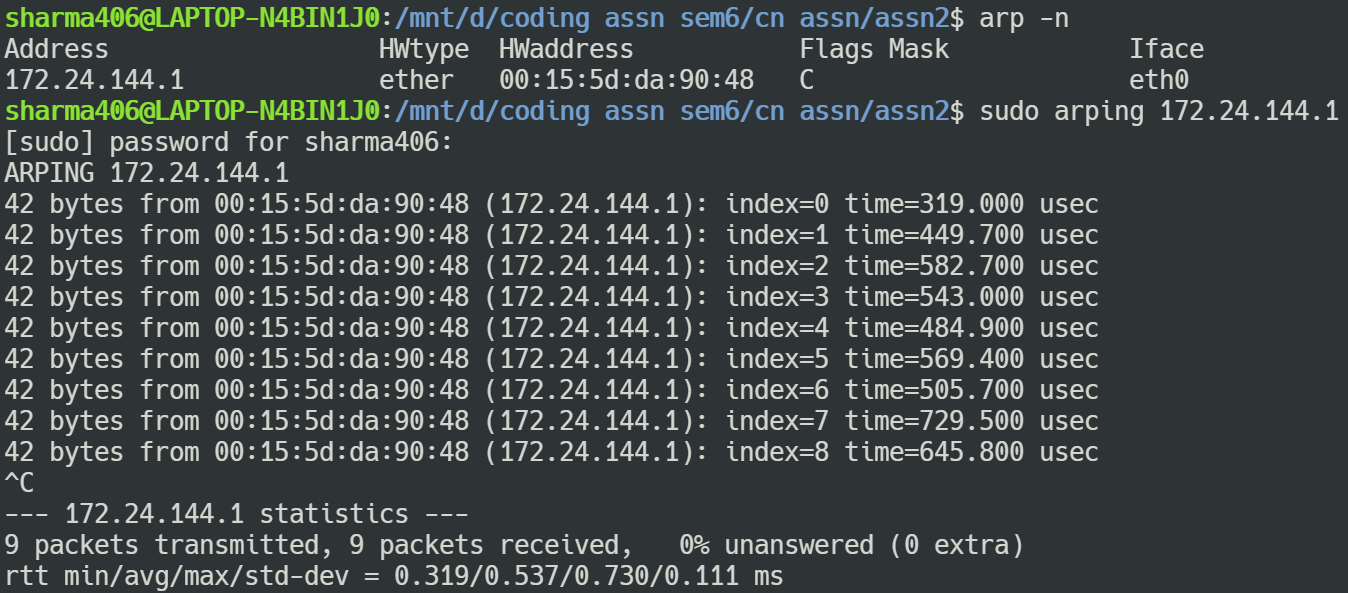 sharma406@LAPTOP-N4BIN1J0:/mnt/d/coding assn sem6/cn assn/assn2$ arp -n
Address                  HWtype  HWaddress           Flags Mask            Iface
172.24.144.1             ether   00:15:5d:da:90:48   C                     eth0
sharma406@LAPTOP-N4BIN1J0:/mnt/d/coding assn sem6/cn assn/assn2$ sudo arping 172.24.144.1
[sudo] password for sharma406:
ARPING 172.24.144.1
42 bytes from 00:15:5d:da:90:48 (172.24.144.1): index=0 time=319.000 usec
42 bytes from 00:15:5d:da:90:48 (172.24.144.1): index=1 time=449.700 usec
42 bytes from 00:15:5d:da:90:48 (172.24.144.1): index=2 time=582.700 usec
42 bytes from 00:15:5d:da:90:48 (172.24.144.1): index=3 time=543.000 usec
42 bytes from 00:15:5d:da:90:48 (172.24.144.1): index=4 time=484.900 usec
42 bytes from 00:15:5d:da:90:48 (172.24.144.1): index=5 time=569.400 usec
42 bytes from 00:15:5d:da:90:48 (172.24.144.1): index=6 time=505.700 usec
42 bytes from 00:15:5d:da:90:48 (172.24.144.1): index=7 time=729.500 usec
42 bytes from 00:15:5d:da:90:48 (172.24.144.1): index=8 time=645.800 usec
^C
--- 172.24.144.1 statistics ---
9 packets transmitted, 9 packets received,   0% unanswered (0 extra)
rtt min/avg/max/std-dev = 0.319/0.537/0.730/0.111 ms